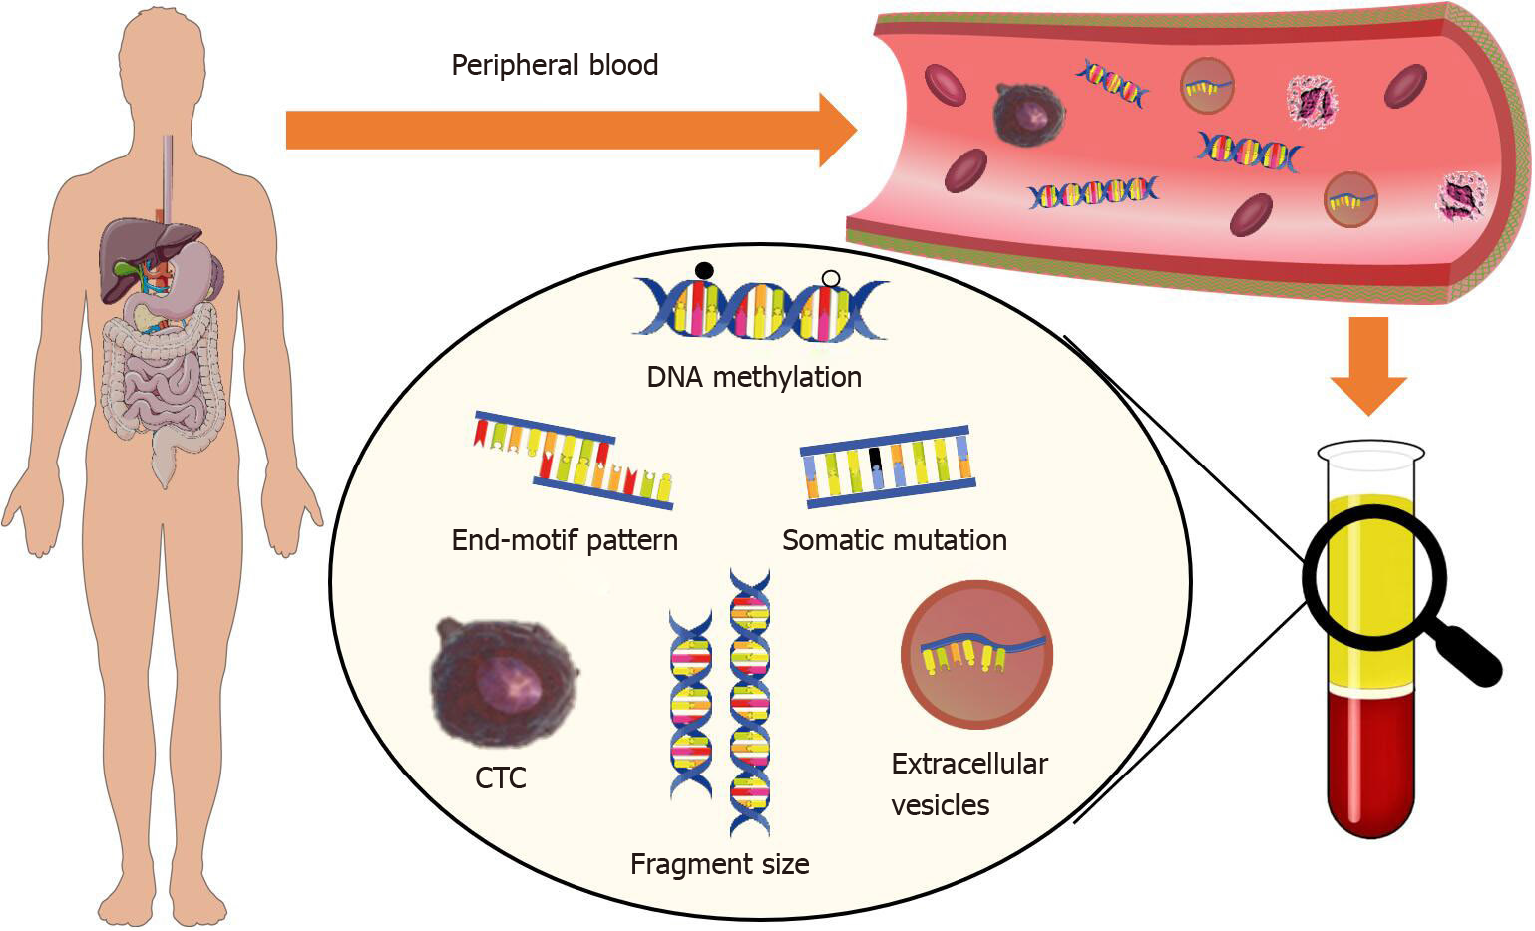 Peripheral blood
DNA methylation
End-motif pattern
Somatic mutation
CTC
Extracellular
vesicles
Fragment size